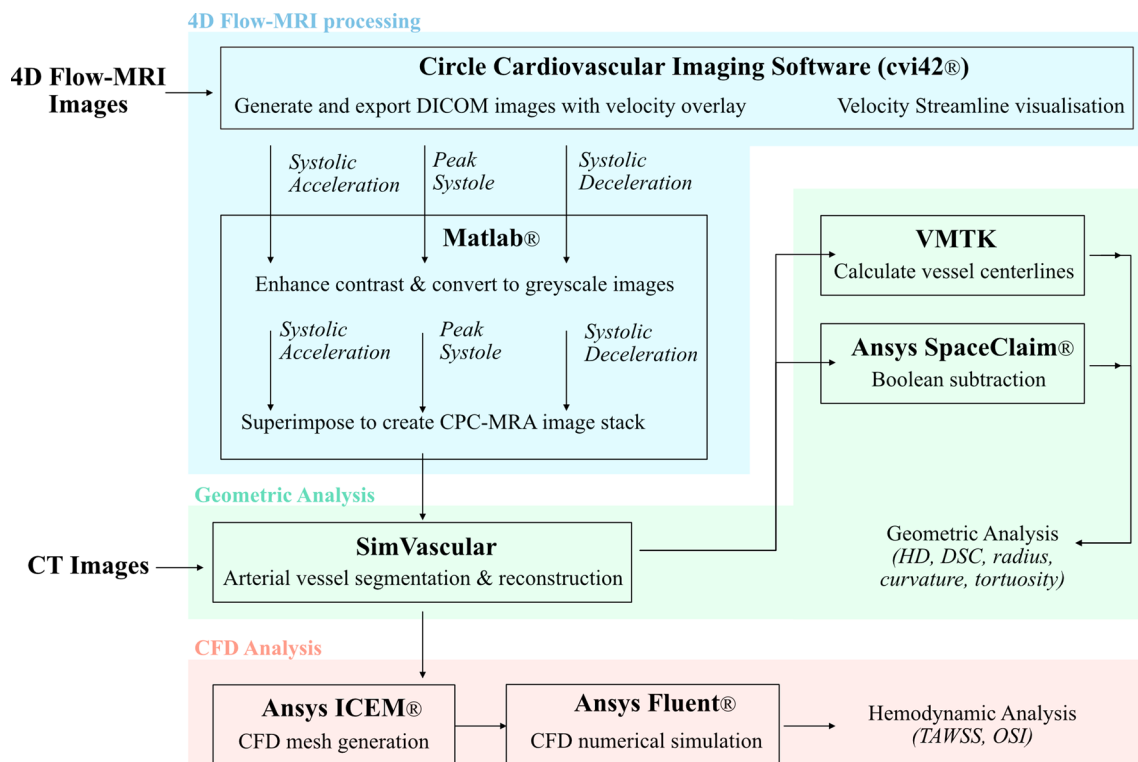 4D Flow-MRI processing
4D Flow-MRI
Images
Circle Cardiovascular Imaging Software (cvi42®)
Generate and export DICOM images with velocity overlay
Velocity Streamline visualisation
Systolic
Acceleration
Peak
Systole
Systolic
Deceleration
Matlab®
Enhance contrast & convert to greyscale images
Systolic
Acceleration
Peak
Systole
Systolic
Deceleration
Superimpose to create CPC-MRA image stack
VMTK
Calculate vessel centerlines
Ansys SpaceClaim®
Boolean subtraction
Geometric Analysis
CT Images
SimVascular
Arterial vessel segmentation & reconstruction
Geometric Analysis
(HD, DSC, radius,
curvature, tortuosity)
CFD Analysis
Ansys ICEM®
CFD mesh generation
Ansys Fluent®
CFD numerical simulation
Hemodynamic Analysis
(TAWSS, OSI)